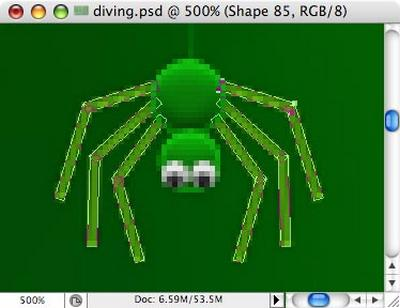 diving.psd @ 500% (Shape 85, RGB/8)
500% Doc: 6.59M/53.5M